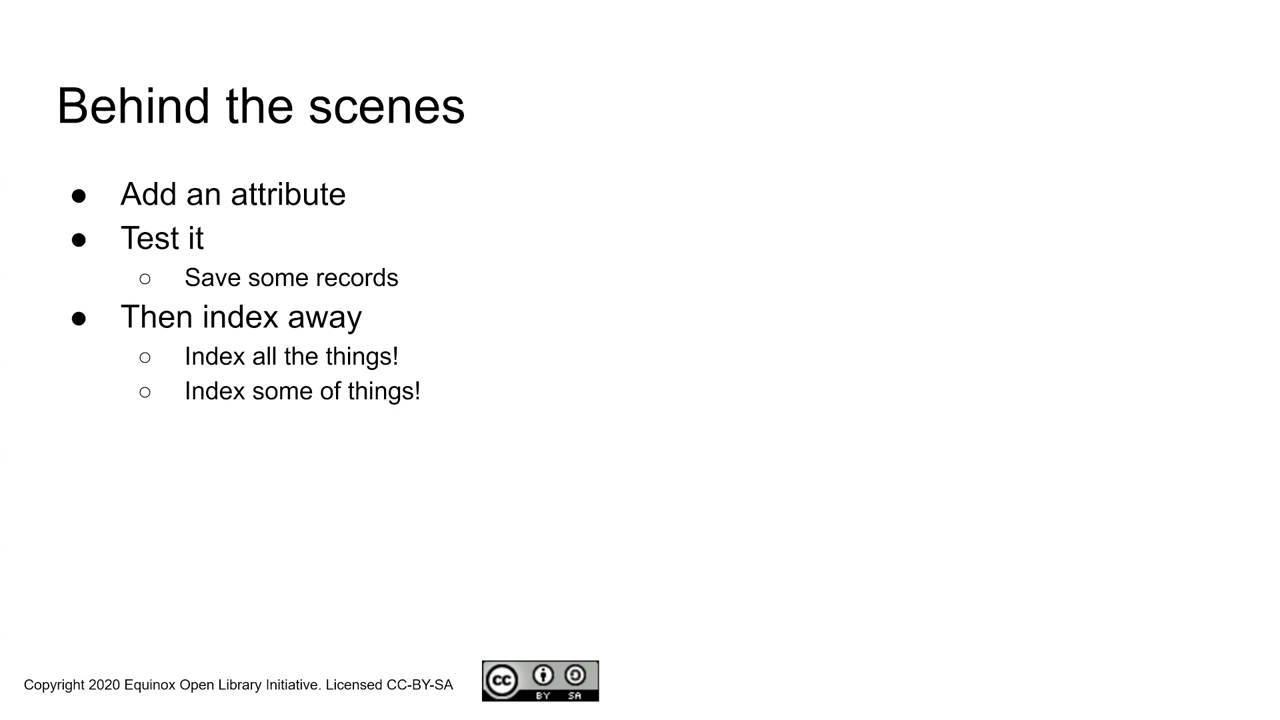 Behind the scenes
● Add an attribute
● Test it
○ Save some records
● Then index away
○ Index all the things!
○ Index some of things!
Copyright 2020 Equinox Open Library Initiative. Licensed CC-BY-SA
cc
BY SA